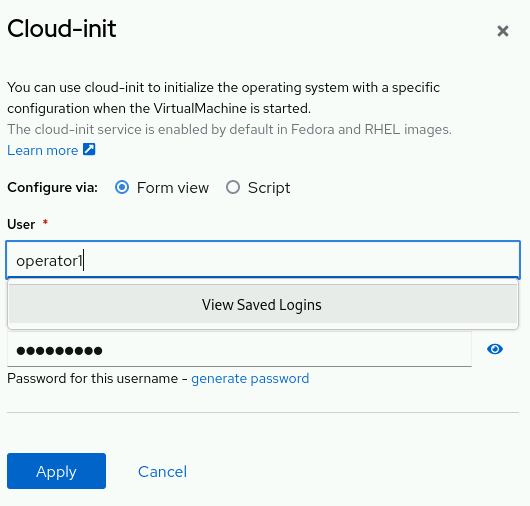 Cloud-init
You can use cloud-init to initialize the operating system with a specific
configuration when the VirtualMachine is started.
The cloud-init service is enabled by default in Fedora and RHEL images.
Learn more
Configure via: Form view Script
User *
operator1
View Saved Logins
●●●●●●●●●
Password for this username - generate password
Apply Cancel